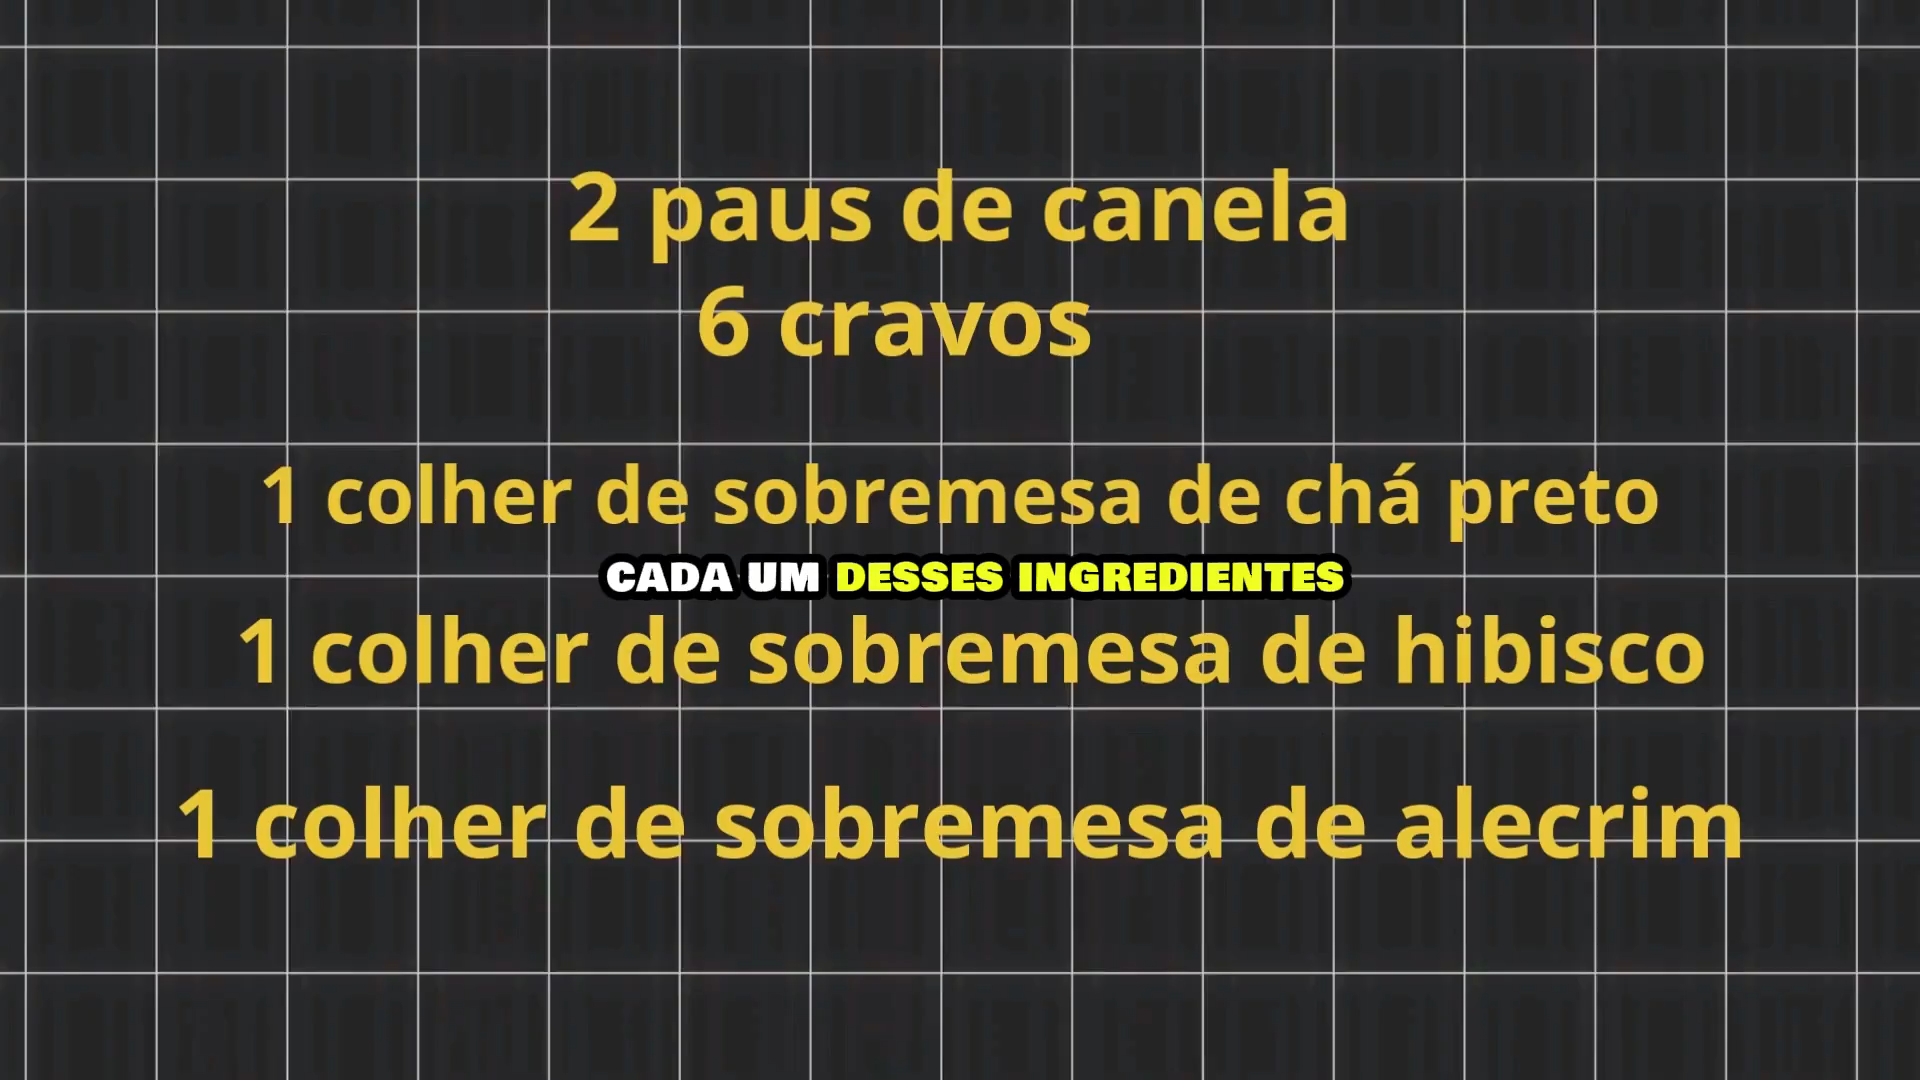 2 paus de canela
6 cravos
1 colher de sobremesa de chá preto
CADA UM DESSES INGREDIENTES
1 colher de sobremesa de hibisco
1 colher de sobremesa de alecrim